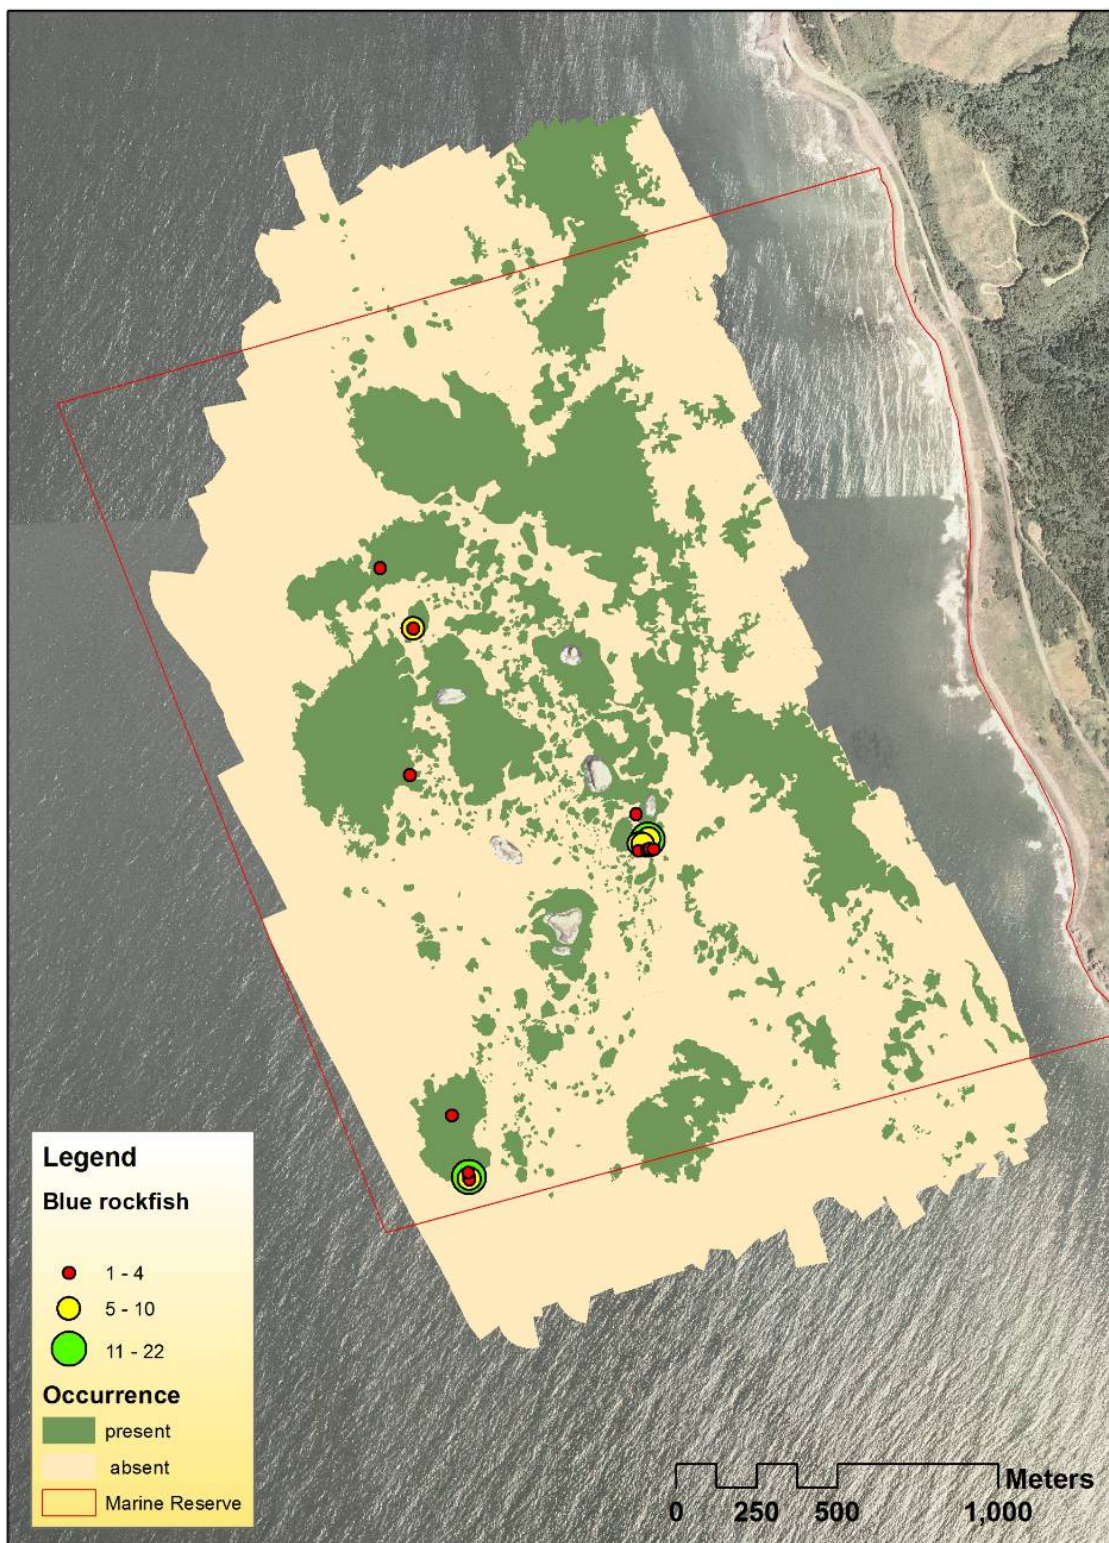 Legend
Blue rockfish
1 - 4
5 - 10
11 - 22
Occurrence
present
absent
Marine Reserve
Meters
0 250 500 1,000